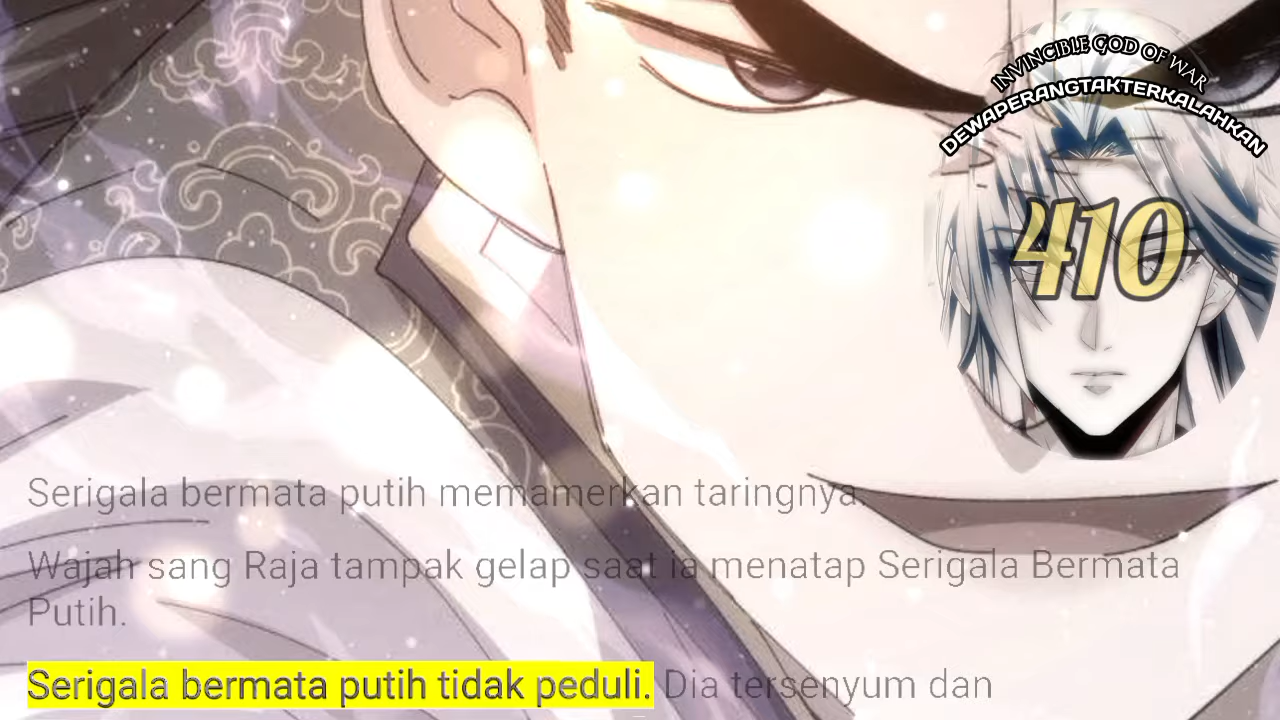 INVINCIBLE GOD OF WAR
DEWAPERANGTAKTERKALAHKAN
410
Serigala bermata putih memamerkan taringnya.
Wajah sang Raja tampak gelap saat ia menatap Serigala Bermata
Putih.
Serigala bermata putih tidak peduli. Dia tersenyum dan